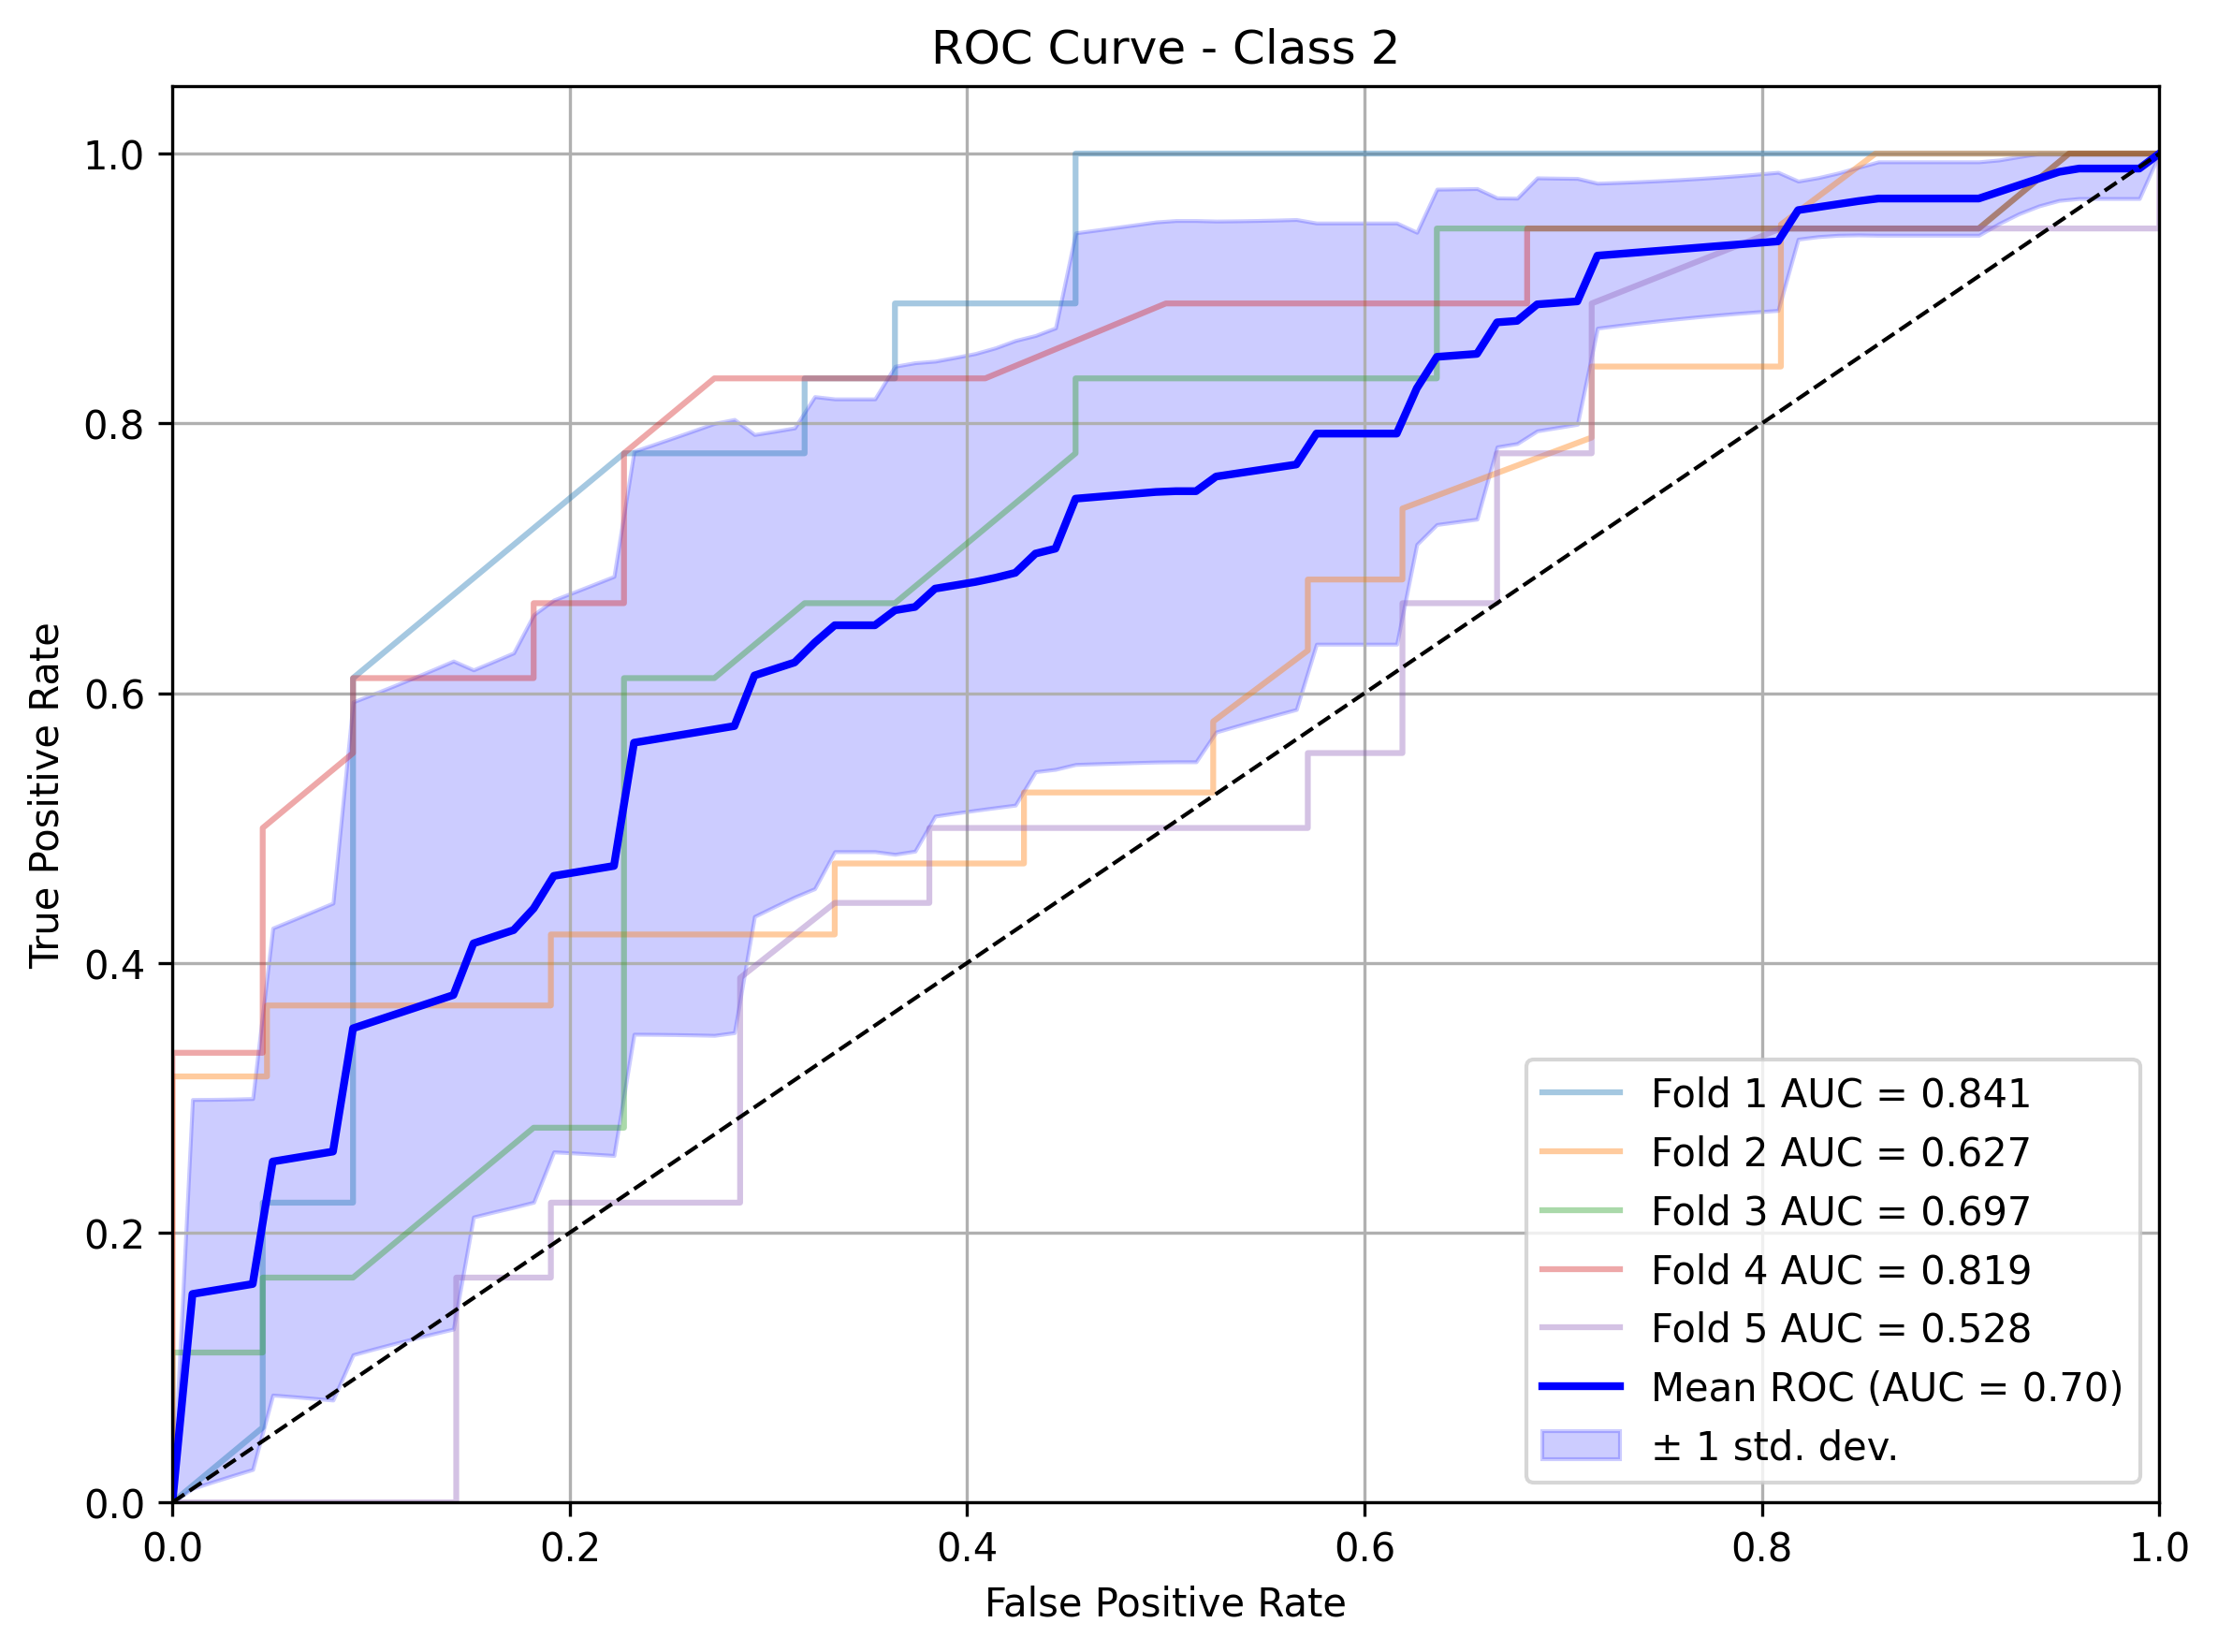 ROC Curve - Class 2
True Positive Rate
1.0
0.8
0.6
0.4
0.2
0.0
0.0 0.2 0.4 0.6 0.8 1.0
False Positive Rate
Fold 1 AUC = 0.841
Fold 2 AUC = 0.627
Fold 3 AUC = 0.697
Fold 4 AUC = 0.819
Fold 5 AUC = 0.528
Mean ROC (AUC = 0.70)
± 1 std. dev.